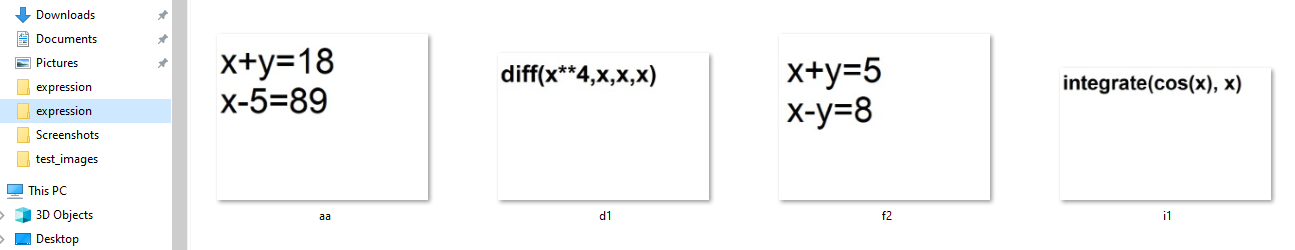 Downloads
Documents
Pictures
expression
expression
Screenshots
test_images
This PC
3D Objects
Desktop
x+y=18
x-5=89
aa
diff(x**4,x,x,x)
d1
x+y=5
x-y=8
f2
integrate(cos(x), x)
i1